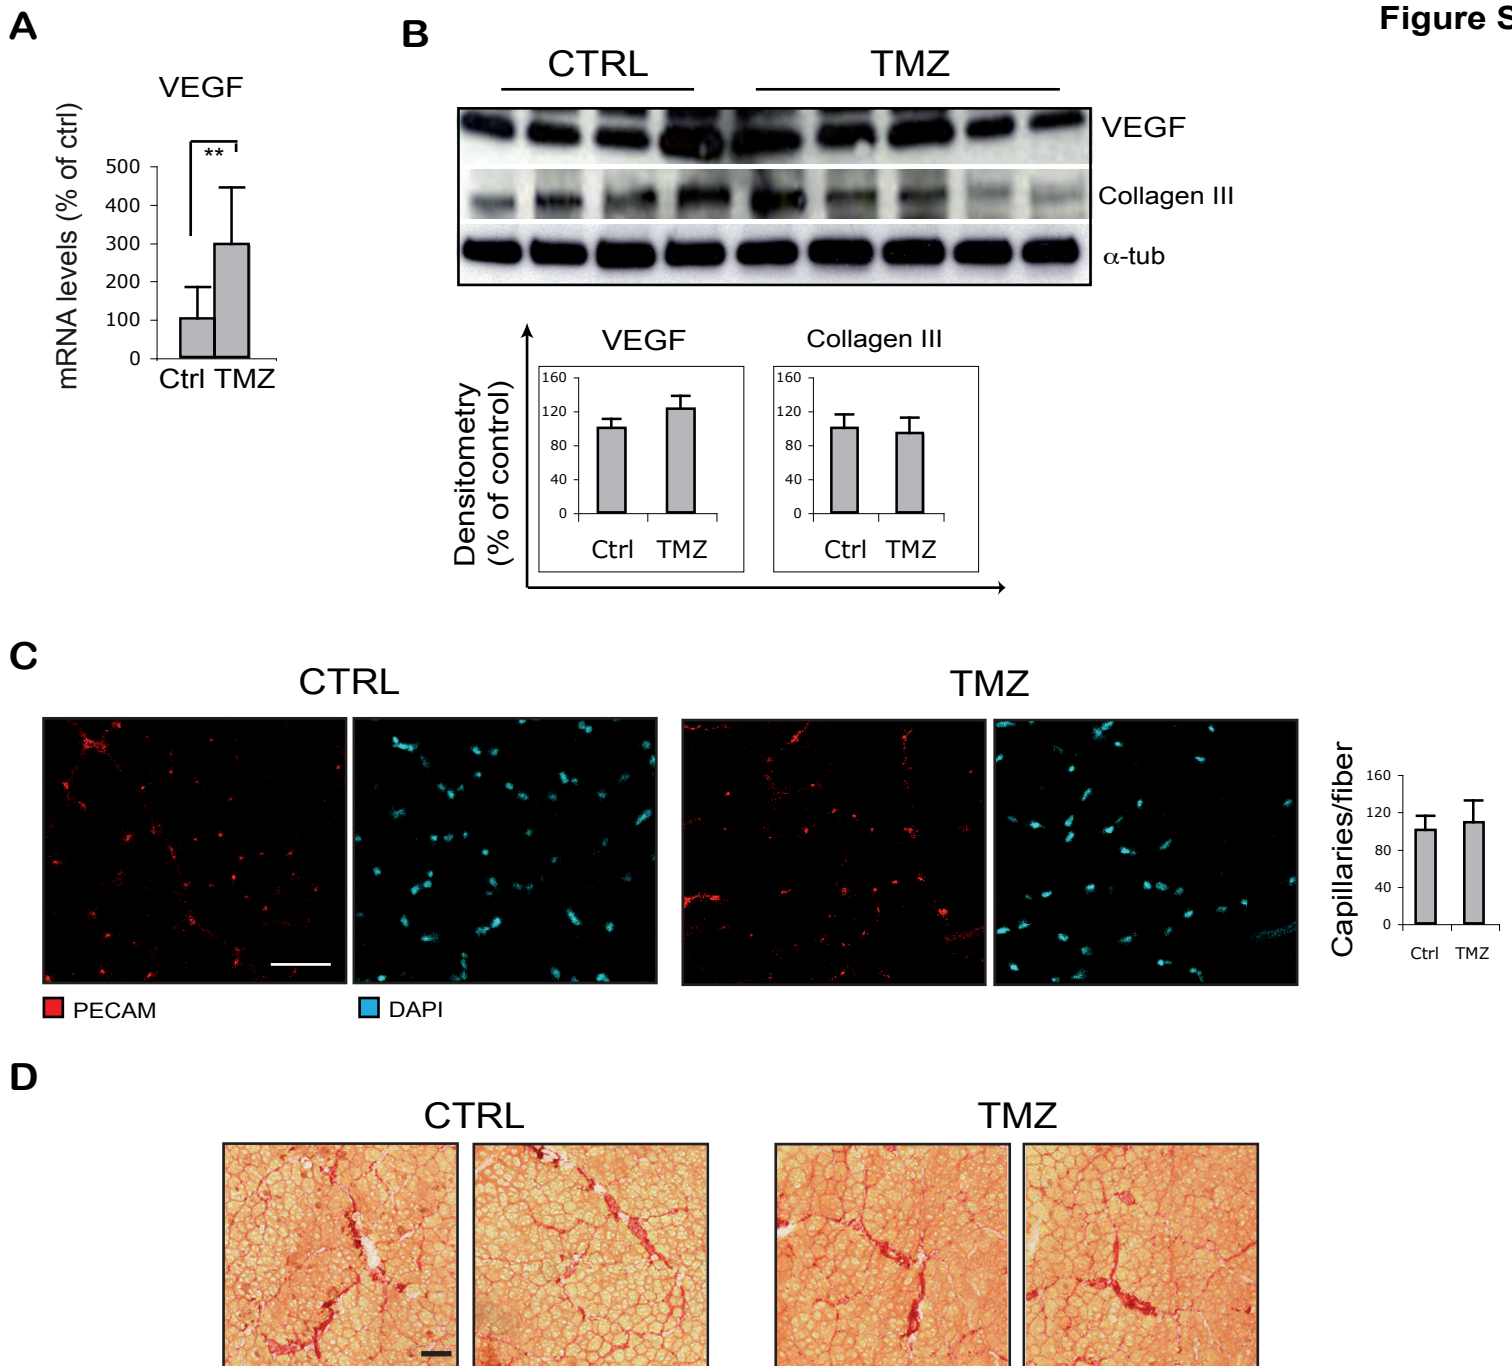 Figure S
A
VEGF
mRNA levels (% of ctrl)
**
500
400
300
200
100
0
Ctrl TMZ
B
CTRL TMZ
VEGF
Collagen III
α-tub
Densitometry
(% of control)
VEGF
160
120
80
40
0
Ctrl TMZ
Collagen III
160
120
80
40
0
Ctrl TMZ
C
CTRL TMZ
PECAM DAPI
Capillaries/fiber
160
120
80
40
0
Ctrl TMZ
D
CTRL TMZ